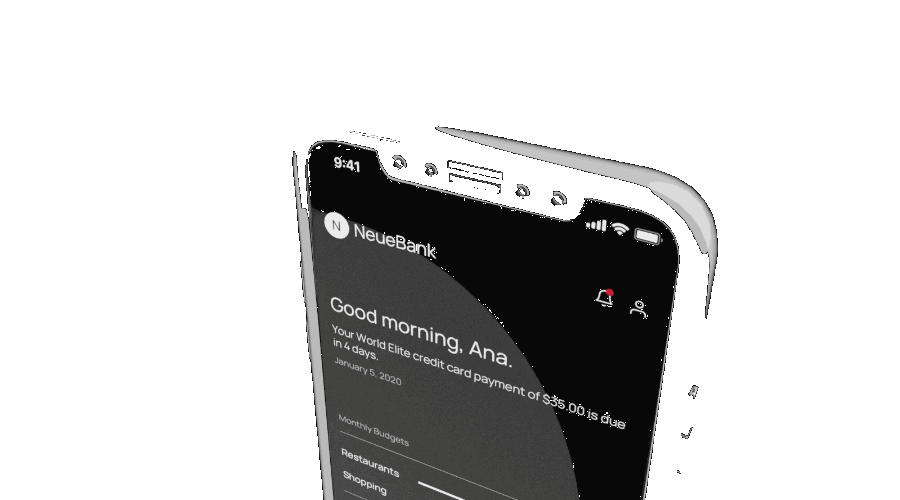 9:41
N NeueBank
Good morning, Ana.
Your World Elite credit card payment of $35.00 is due
in 4 days.
January 5, 2020
Monthly Budgets
Restaurants
Shopping